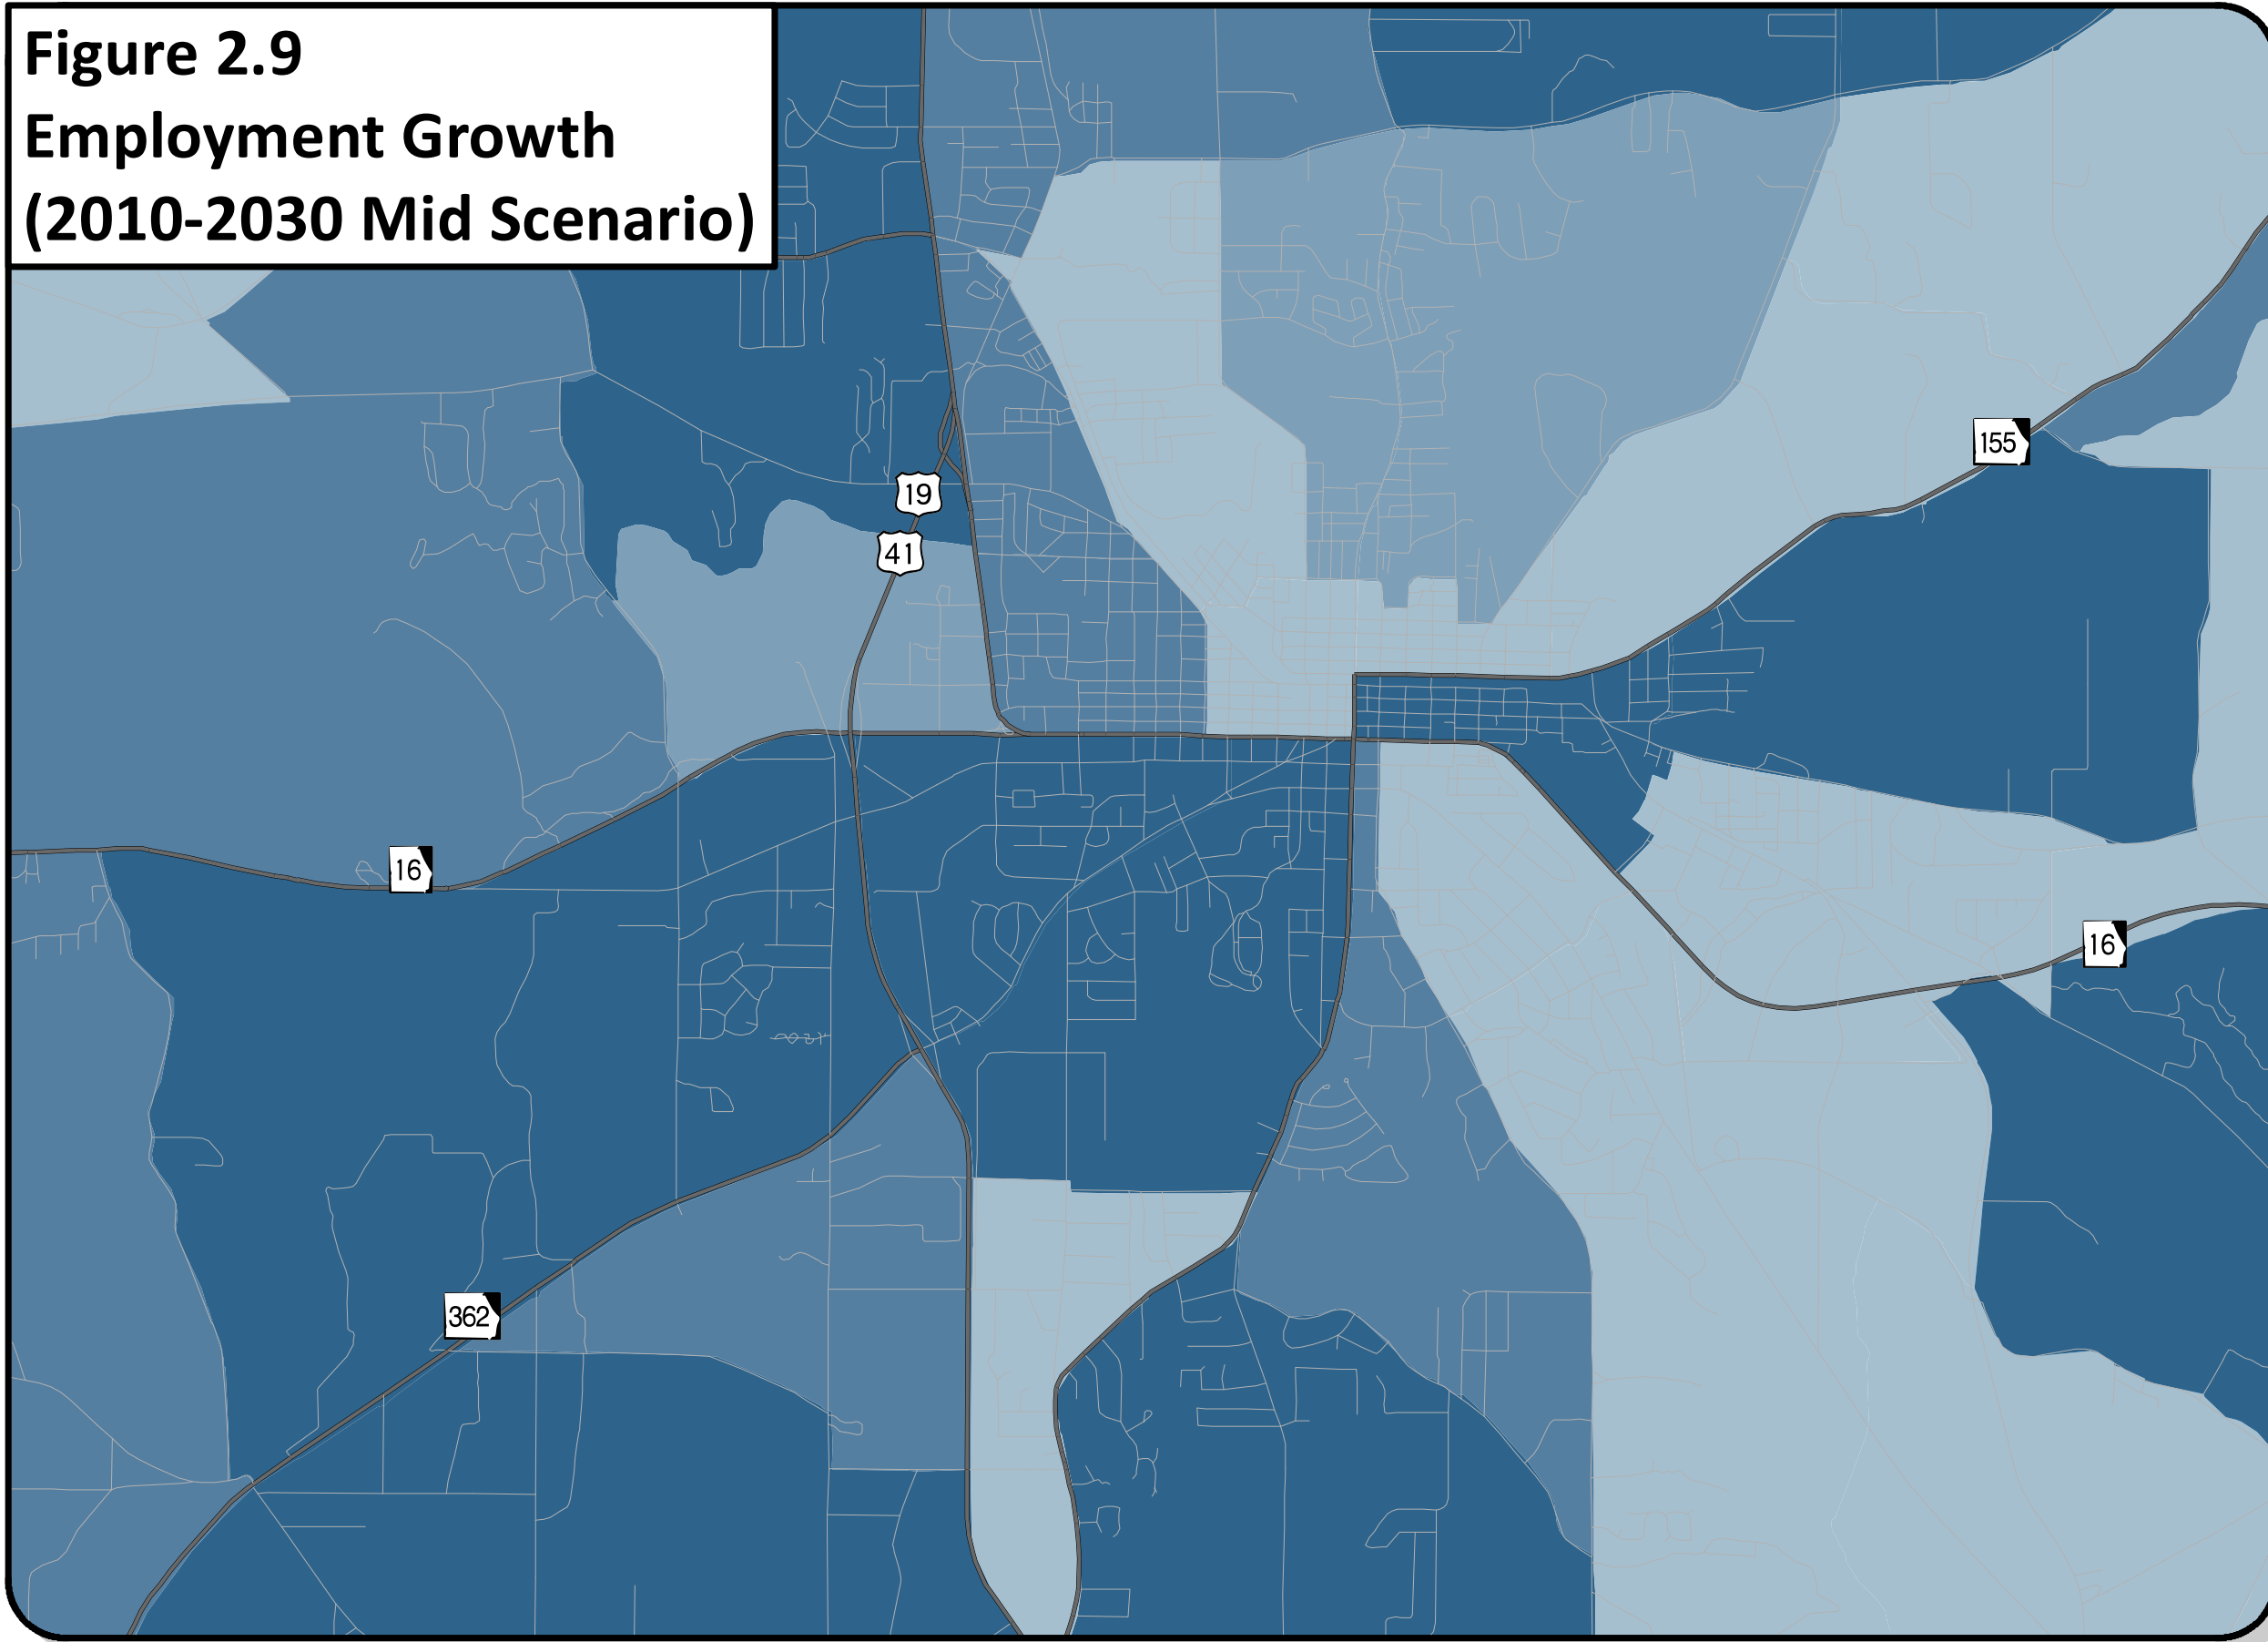 Figure 2.9
Employment Growth
(2010-2030 Mid Scenario)
155
19
41
16
16
362